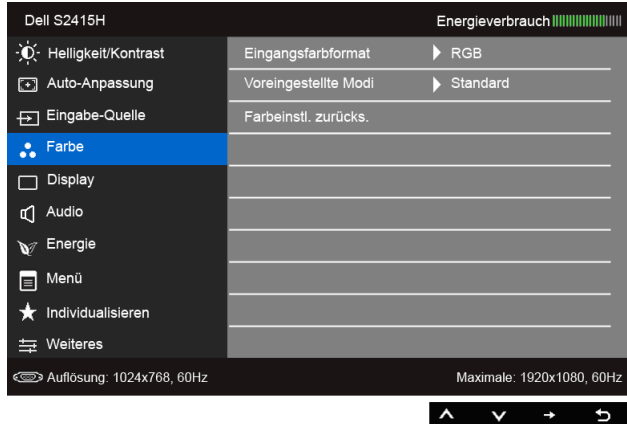 Dell S2415H Energieverbrauch
Helligkeit/Kontrast Eingangsfarbformat RGB
Auto-Anpassung Voreingestellte Modi Standard
Eingabe-Quelle Farbeinstl. zurücks.
Farbe
Display
Audio
Energie
Menü
Individualisieren
Weiteres
Auflösung: 1024x768, 60Hz Maximale: 1920x1080, 60Hz